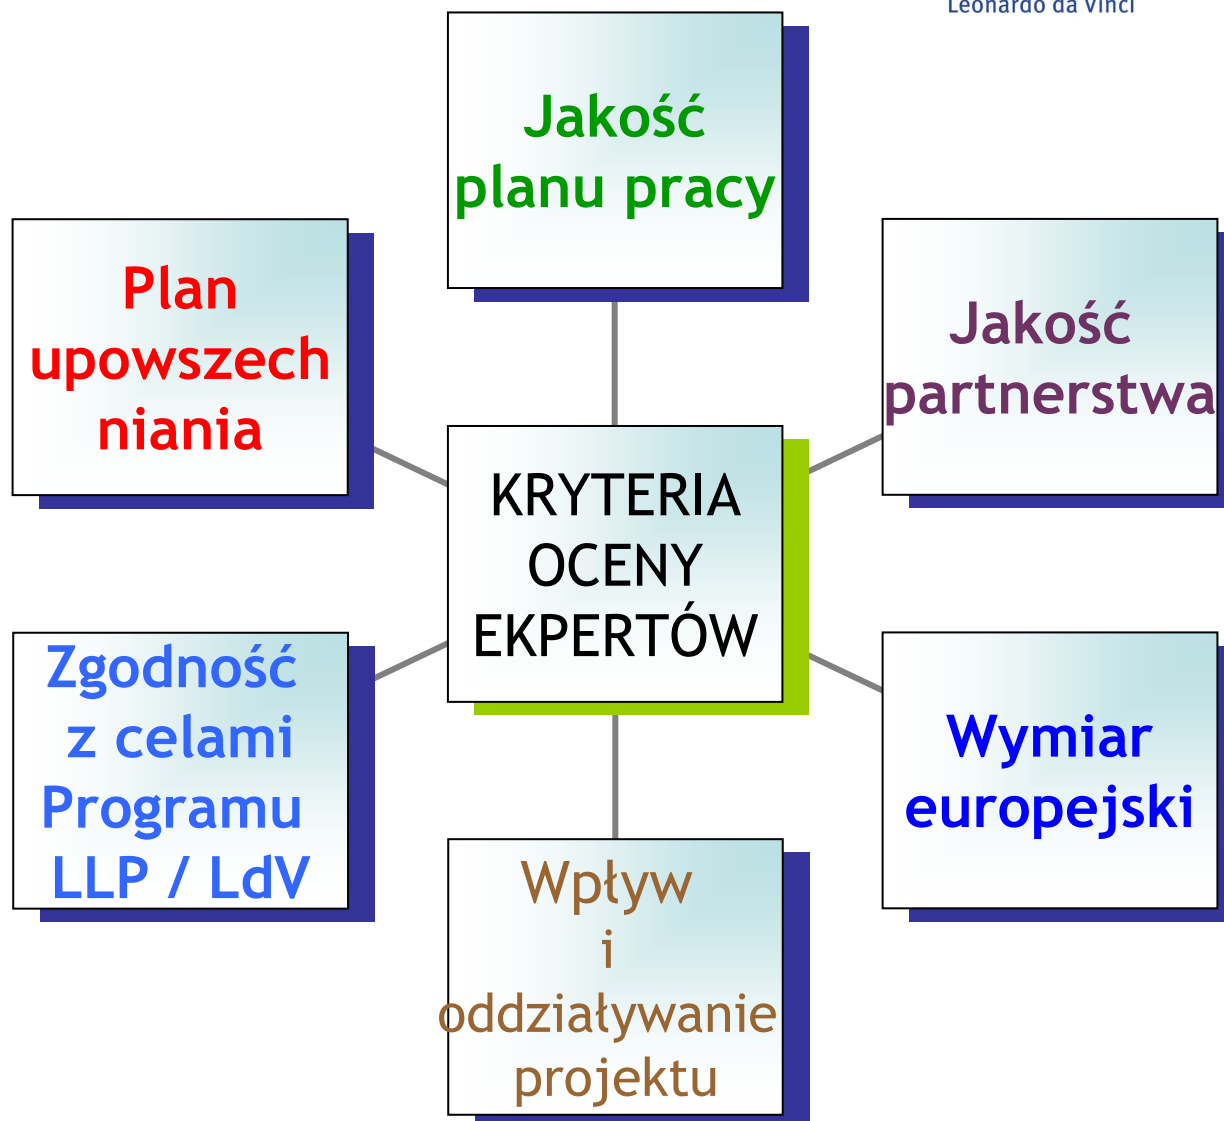 Leonardo da Vinci
Jakość
planu pracy
Plan
upowszech
niania
Jakość
partnerstwa
KRYTERIA
OCENY
EKPERTÓW
Zgodność
z celami
Programu
LLP / LdV
Wymiar
europejski
Wpływ
i
oddziaływanie
projektu